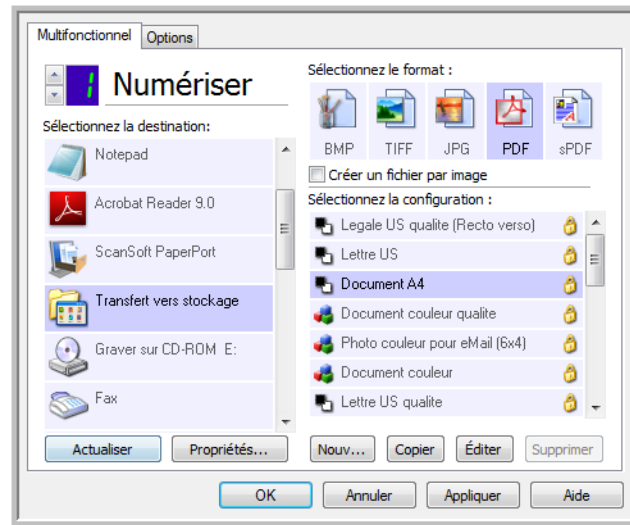 Multifonctionnel
Options
1 Numériser
Sélectionnez la destination:
Notepad
Acrobat Reader 9.0
ScanSoft PaperPort
Transfert vers stockage
Graver sur CD-ROM E:
Fax
Actualiser
Propriétés...
Sélectionnez le format :
BMP TIFF JPG PDF sPDF
Créer un fichier par image
Sélectionnez la configuration :
Legale US qualite (Recto verso)
Lettre US
Document A4
Document couleur qualite
Photo couleur pour eMail (6x4)
Document couleur
Lettre US qualite
Nouv... Copier Éditer Supprimer
OK Annuler Appliquer Aide